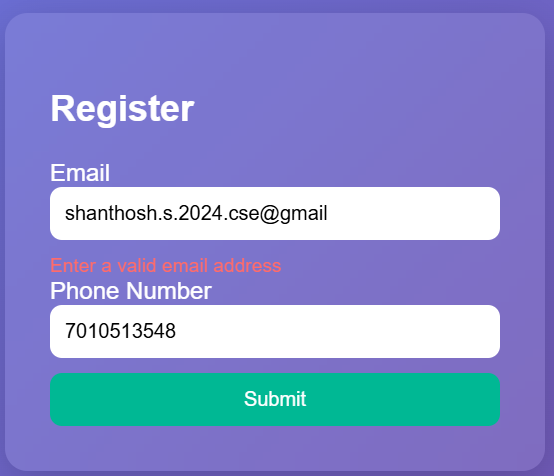 Register
Email
shanthosh.s.2024.cse@gmail
Enter a valid email address
Phone Number
7010513548
Submit